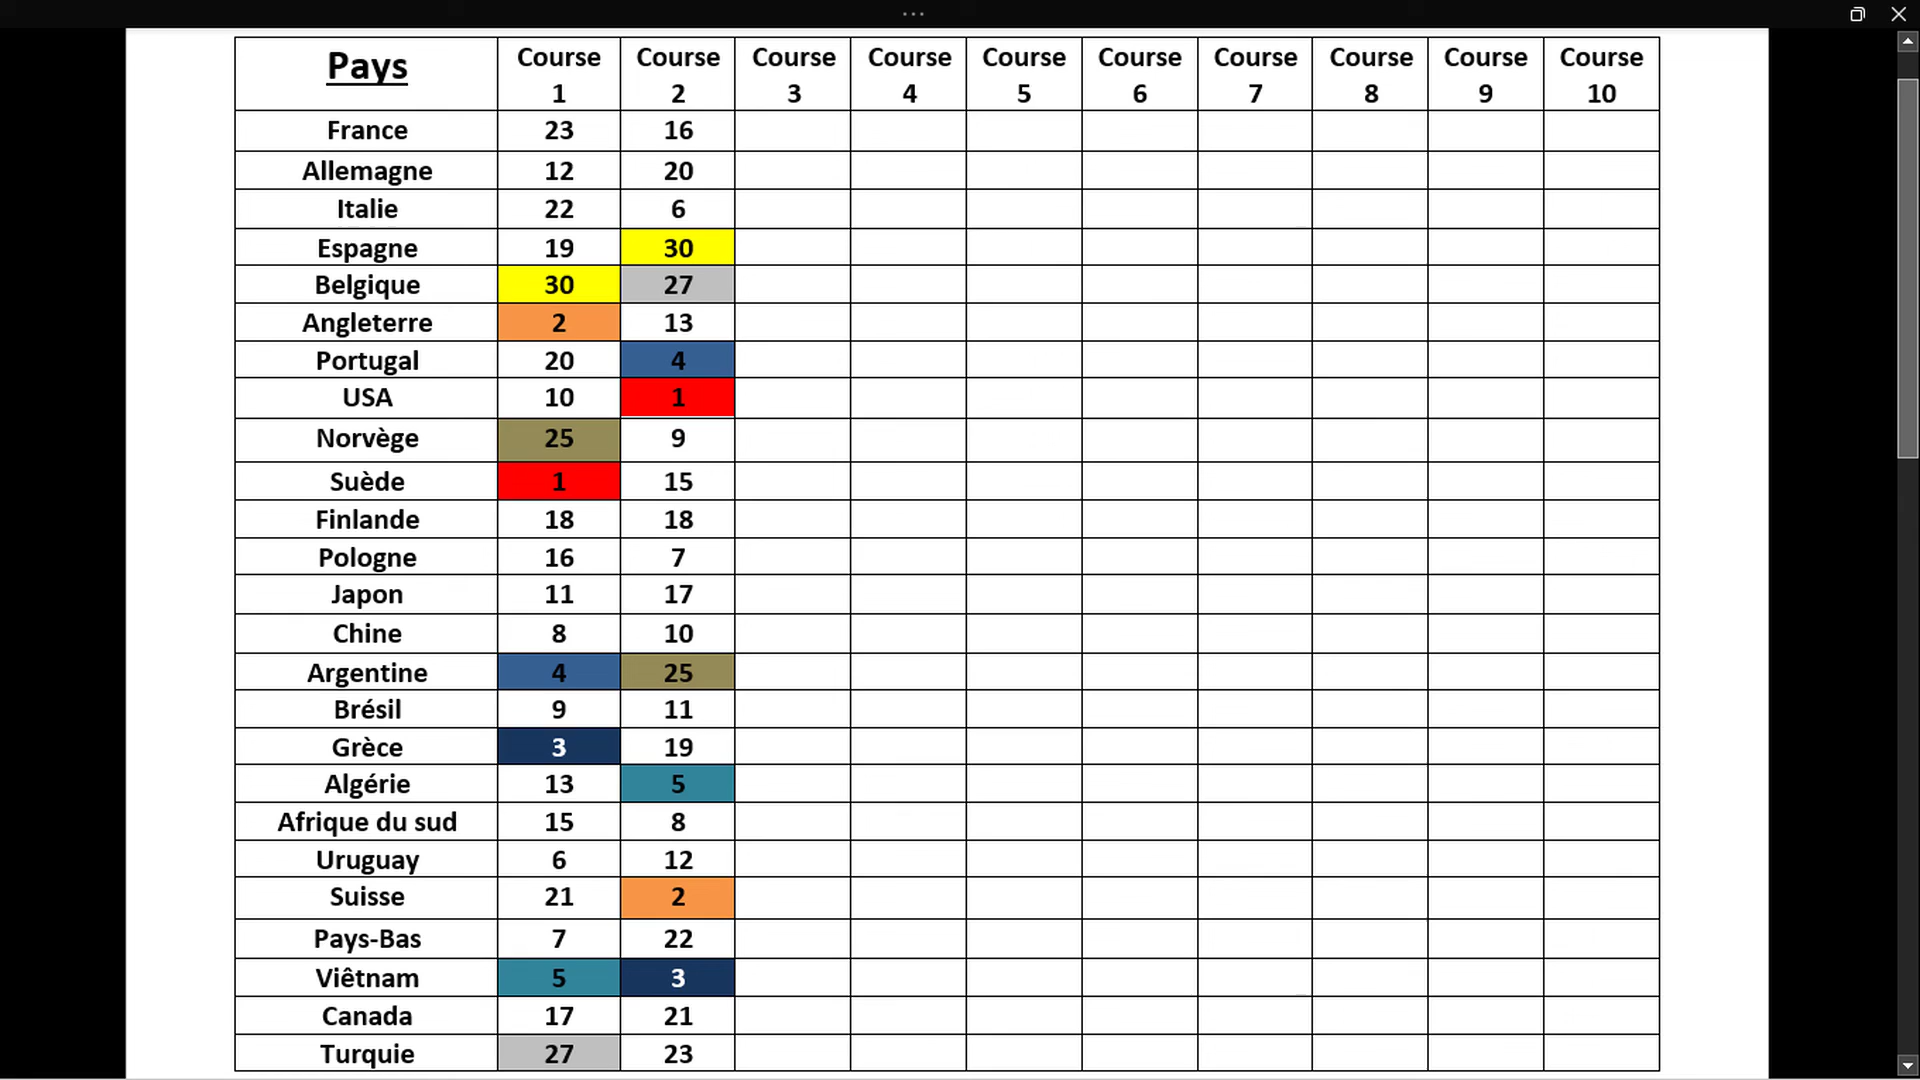 Pays Course 1 Course 2 Course 3 Course 4 Course 5 Course 6 Course 7 Course 8 Course 9 Course 10
France 23 16
Allemagne 12 20
Italie 22 6
Espagne 19 30
Belgique 30 27
Angleterre 2 13
Portugal 20 4
USA 10 1
Norvège 25 9
Suède 1 15
Finlande 18 18
Pologne 16 7
Japon 11 17
Chine 8 10
Argentine 4 25
Brésil 9 11
Grèce 3 19
Algérie 13 5
Afrique du sud 15 8
Uruguay 6 12
Suisse 21 2
Pays-Bas 7 22
Viêtnam 5 3
Canada 17 21
Turquie 27 23